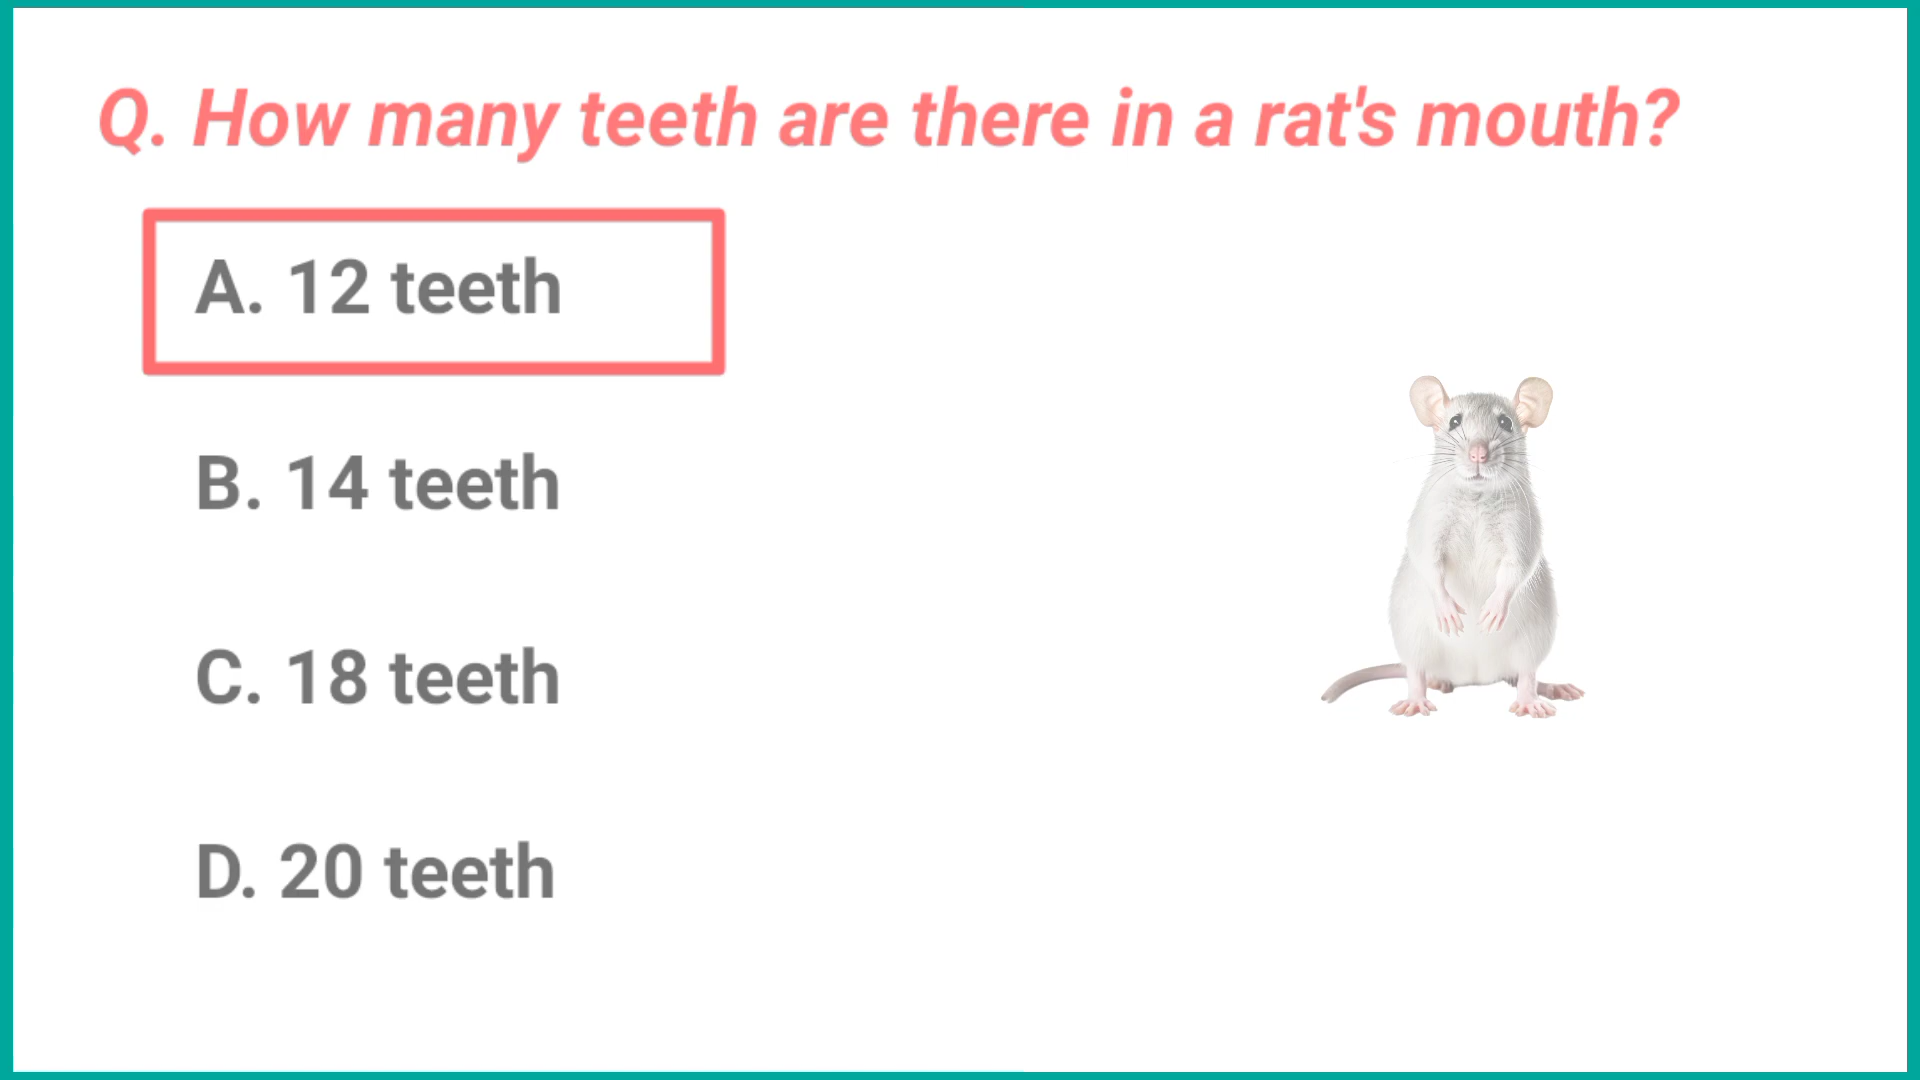 Q. How many teeth are there in a rat's mouth?
A. 12 teeth
B. 14 teeth
C. 18 teeth
D. 20 teeth